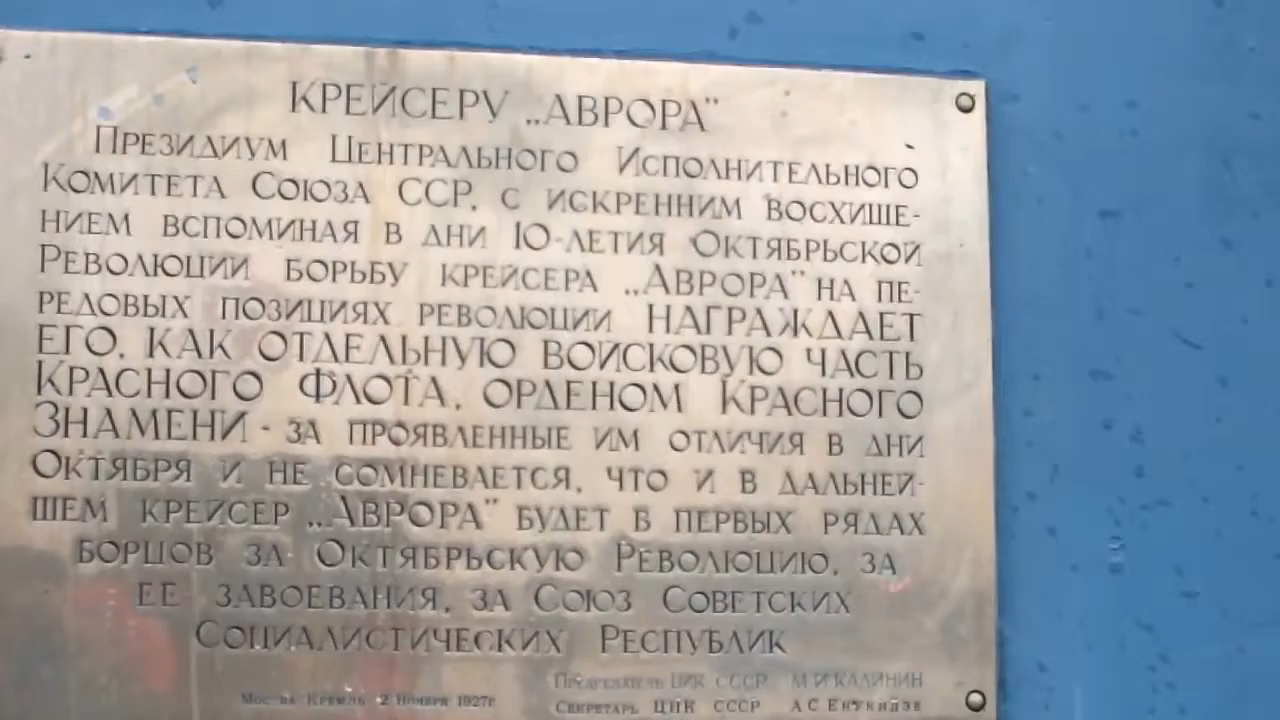 КРЕЙСЕРУ „АВРОРА"
ПРЕЗИДИУМ ЦЕНТРАЛЬНОГО ИСПОЛНИТЕЛЬНОГО
КОМИТЕТА СОЮЗА ССР, С ИСКРЕННИМ ВОСХИЩЕ-
НИЕМ ВСПОМИНАЯ В ДНИ 10-ЛЕТИЯ ОКТЯБРЬСКОЙ
РЕВОЛЮЦИИ БОРЬБУ КРЕЙСЕРА „АВРОРА" НА ПЕ-
РЕДОВЫХ ПОЗИЦИЯХ РЕВОЛЮЦИИ НАГРАЖДАЕТ
ЕГО, КАК ОТДЕЛЬНУЮ ВОЙСКОВУЮ ЧАСТЬ
КРАСНОГО ФЛОТА, ОРДЕНОМ КРАСНОГО
ЗНАМЕНИ - ЗА ПРОЯВЛЕННЫЕ ИМ ОТЛИЧИЯ В ДНИ
ОКТЯБРЯ И НЕ СОМНЕВАЕТСЯ, ЧТО И В ДАЛЬНЕЙ-
ШЕМ КРЕЙСЕР „АВРОРА" БУДЕТ В ПЕРВЫХ РЯДАХ
БОРЦОВ ЗА ОКТЯБРЬСКУЮ РЕВОЛЮЦИЮ, ЗА
ЕЕ ЗАВОЕВАНИЯ, ЗА СОЮЗ СОВЕТСКИХ
СОЦИАЛИСТИЧЕСКИХ РЕСПУБЛИК
ПРЕДСЕДАТЕЛЬ ЦИК СССР М И КАЛИНИН
МОСКВА КРЕМЛЬ 2 НОЯБРЯ 1927г
СЕКРЕТАРЬ ЦИК СССР А С ЕНУКИДЗЕ